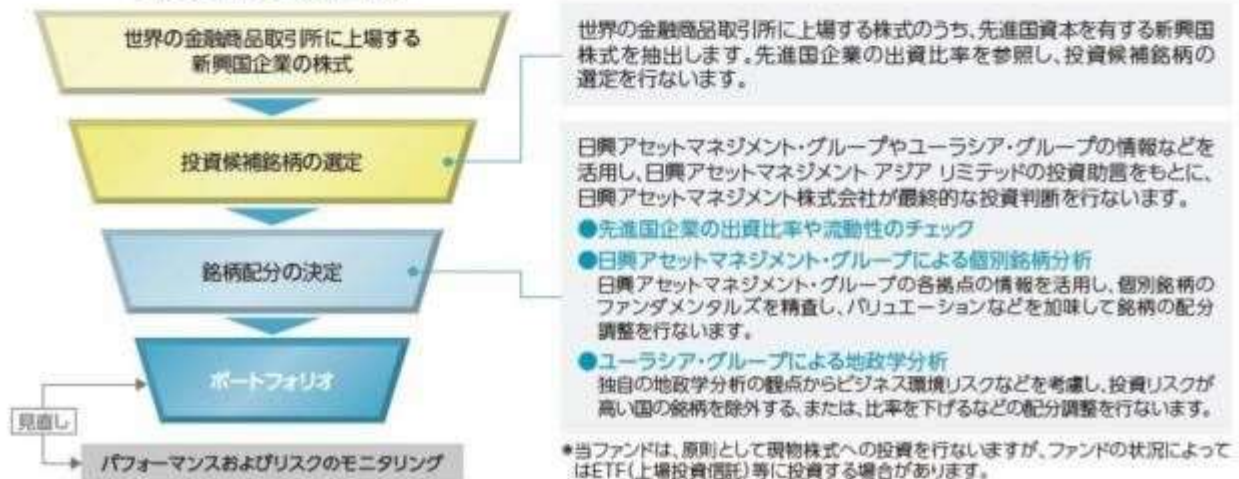 世界の金融商品取引所に上場する
新興国企業の株式
世界の金融商品取引所に上場する株式のうち、先進国資本を有する新興国
株式を抽出します。先進国企業の出資比率を参照し、投資候補銘柄の
選定を行ないます。
投資候補銘柄の選定
日興アセットマネジメント・グループやユーラシア・グループの情報などを
活用し、日興アセットマネジメント アジア リミテッドの投資助言をもとに、
日興アセットマネジメント株式会社が最終的な投資判断を行ないます。
●先進国企業の出資比率や流動性のチェック
●日興アセットマネジメント・グループによる個別銘柄分析
日興アセットマネジメント・グループの各拠点の情報を活用し、個別銘柄の
ファンダメンタルズを精査し、バリュエーションなどを加味して銘柄の配分
調整を行ないます。
●ユーラシア・グループによる地政学分析
独自の地政学分析の観点からビジネス環境リスクなどを考慮し、投資リスクが
高い国の銘柄を除外する、または、比率を下げるなどの配分調整を行ないます。
銘柄配分の決定
ポートフォリオ
見直し
パフォーマンスおよびリスクのモニタリング
*当ファンドは、原則として現物株式への投資を行ないますが、ファンドの状況によって
はETF(上場投資信託)等に投資する場合があります。